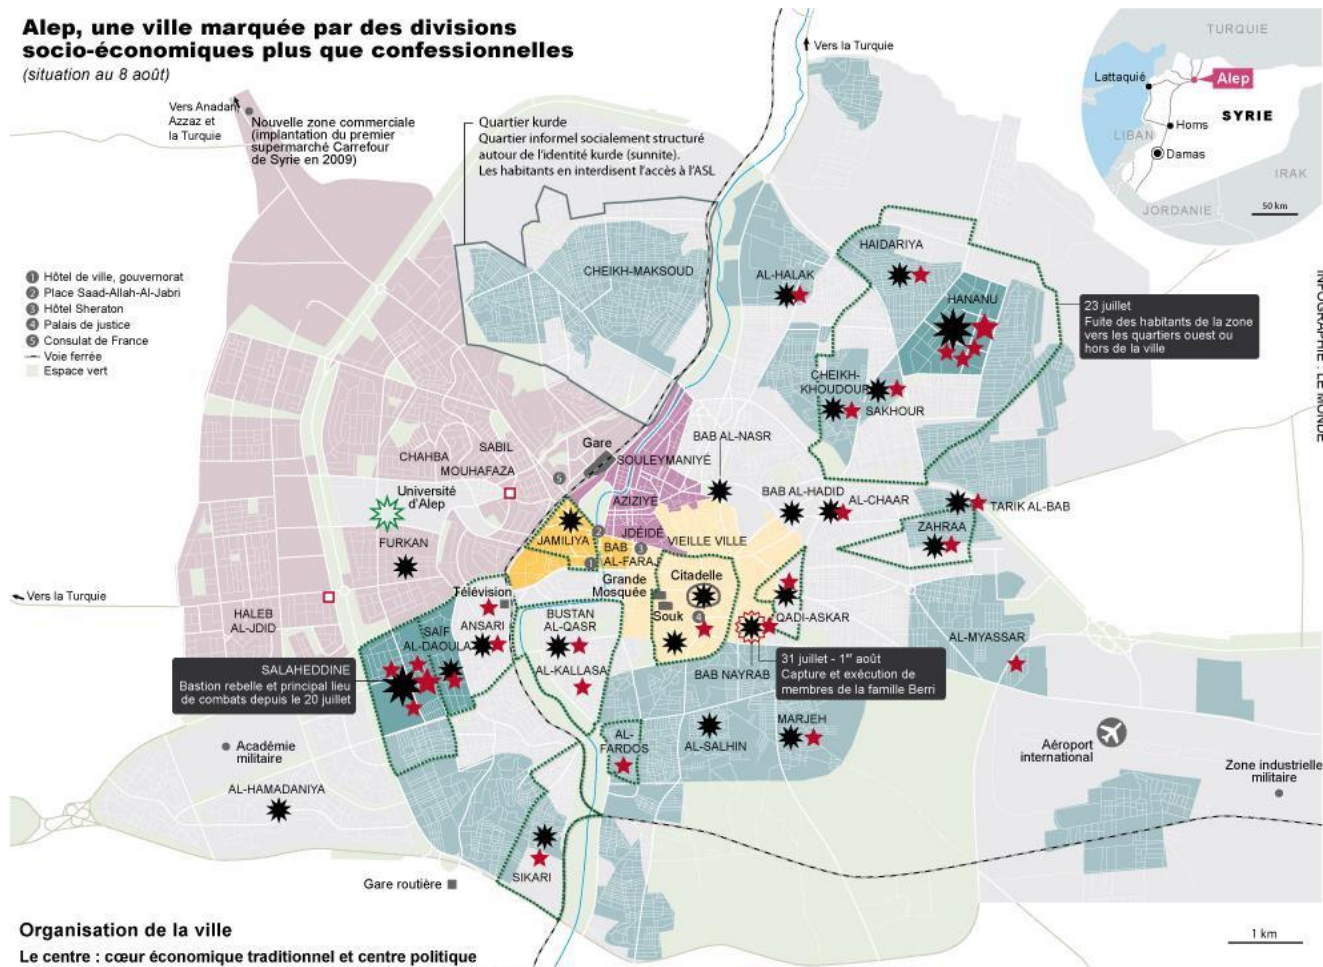 Alep, une ville marquée par des divisions
socio-économiques plus que confessionnelles
(situation au 8 août)
Vers Anadan
Azzaz et
la Turquie
Nouvelle zone commerciale
(implantation du premier
supermarché Carrefour
de Syrie en 2009)
Quartier kurde
Quartier informel socialement structuré
autour de l'identité kurde (sunnite).
Les habitants en interdisent l'accès à l'ASL
Vers la Turquie
TURQUIE
Lattaquié
Alep
SYRIE
Homs
LIBAN
Damas
IRAK
JORDANIE
50 km
INFOGRAPHIE : LE MONDE
1 Hôtel de ville, gouvernorat
2 Place Saad-Allah-Al-Jabri
3 Hôtel Sheraton
4 Palais de justice
5 Consulat de France
Voie ferrée
Espace vert
CHEIKH-MAKSOUD
AL-HALAK
HAIDARIYA
HANANU
23 juillet
Fuite des habitants de la zone
vers les quartiers ouest ou
hors de la ville
CHEIKH-
KHOUDOUR
SAKHOUR
BAB AL-NASR
Gare
SOULEYMANIYÉ
SABIL
CHAHBA
MOUHAFAZA
5
Université
d'Alep
AZIZIYÉ
BAB AL-HADID
AL-CHAAR
TARIK AL-BAB
ZAHRAA
FURKAN
JAMILIYA
2
JDÉIDÉ
VIEILLE VILLE
BAB
AL-FARAJ
3
1
Citadelle
Grande
Mosquée
Souk
4
Vers la Turquie
Télévision
HALEB
AL-JDID
ANSARI
BUSTAN
AL-QASR
QADI-ASKAR
SAÏF
AL-DAOULA
AL-MYASSAR
SALAHEDDINE
Bastion rebelle et principal lieu
de combats depuis le 20 juillet
AL-KALLASA
BAB NAYRAB
31 juillet - 1er août
Capture et exécution de
membres de la famille Berri
MARJEH
AL-SALHIN
AL-
FARDOS
Académie
militaire
Aéroport
international
Zone industrielle
militaire
AL-HAMADANIYA
SIKARI
Gare routière
Organisation de la ville
Le centre : cœur économique traditionnel et centre politique
1 km